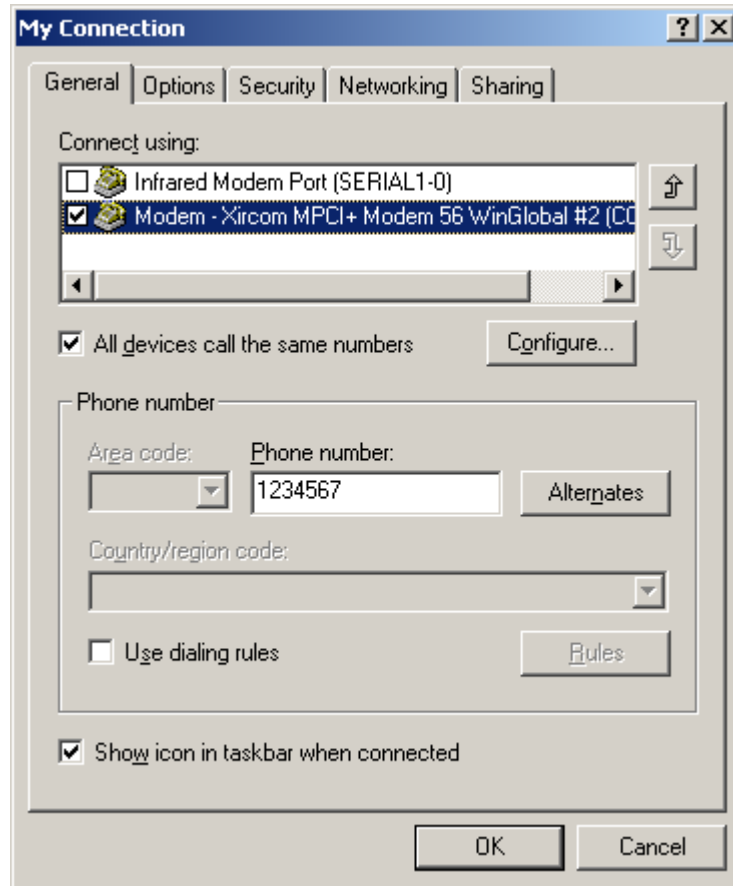 My Connection
General Options Security Networking Sharing
Connect using:
Infrared Modem Port (SERIAL1-0)
Modem - Xircom MPCI+ Modem 56 WinGlobal #2 (CO
All devices call the same numbers Configure...
Phone number
Area code: Phone number:
1234567 Alternates
Country/region code:
Use dialing rules Rules
Show icon in taskbar when connected
OK Cancel